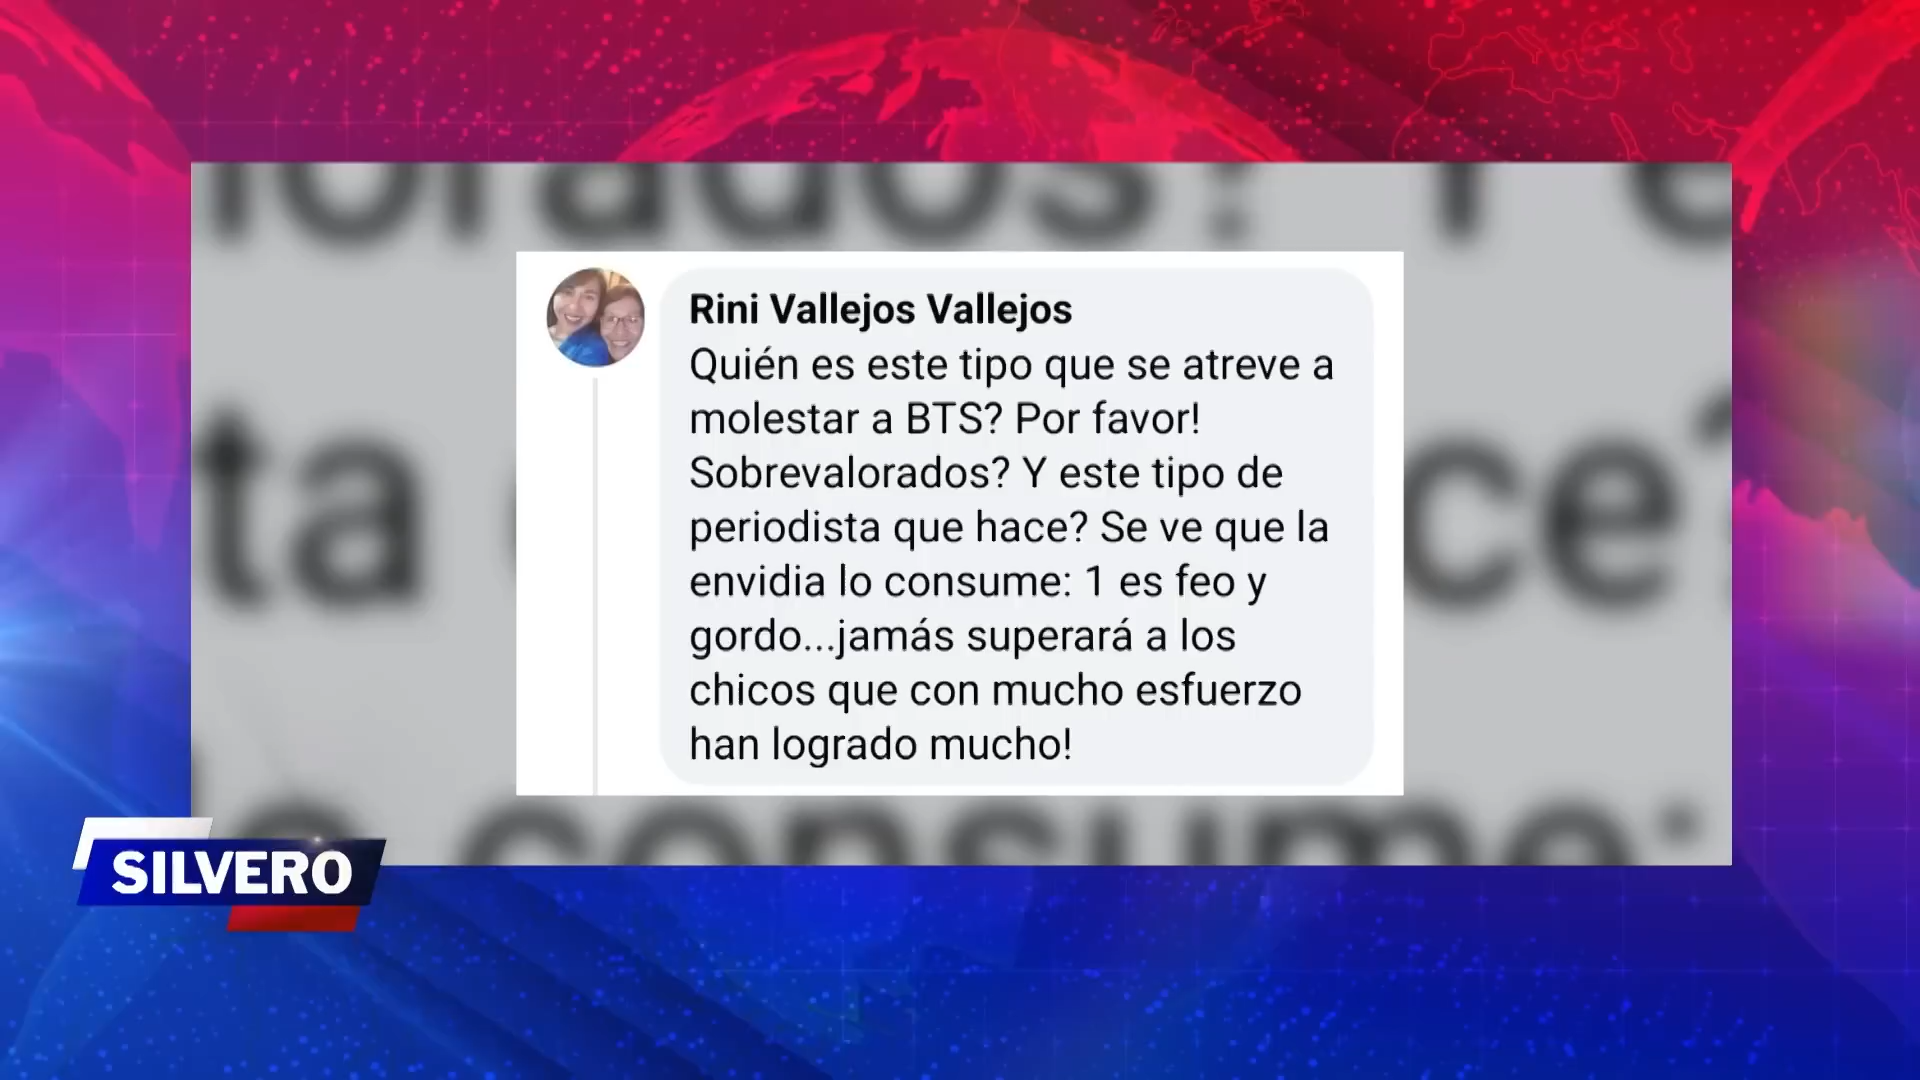 Rini Vallejos Vallejos
Quién es este tipo que se atreve a
molestar a BTS? Por favor!
Sobrevalorados? Y este tipo de
periodista que hace? Se ve que la
envidia lo consume: 1 es feo y
gordo...jamás superará a los
chicos que con mucho esfuerzo
han logrado mucho!
SILVERO